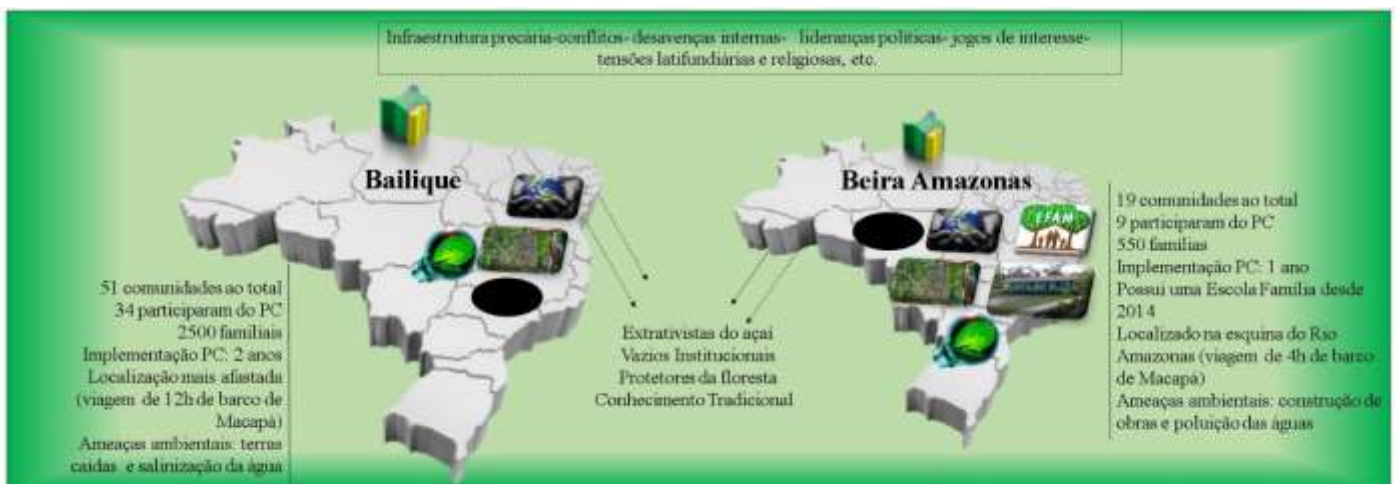 Infraestrutura precária-conflitos- desavenças internas- lideranças políticas- jogos de interesse-
tensões latifundiárias e religiosas, etc.
Bailique
51 comunidades ao total
34 participaram do PC
2500 familiais
Implementação PC: 2 anos
Localização mais afastada
(viagem de 12h de barco de
Macapá)
Ameaças ambientais: terras
caídas e salinização da água
Extrativistas do açaí
Vazios Institucionais
Protetores da floresta
Conhecimento Tradicional
Beira Amazonas
EFAM
19 comunidades ao total
9 participaram do PC
550 famílias
Implementação PC: 1 ano
Possui uma Escola Família desde
2014
Localizado na esquina do Rio
Amazonas (viagem de 4h de barco
de Macapá)
Ameaças ambientais: construção de
obras e poluição das águas